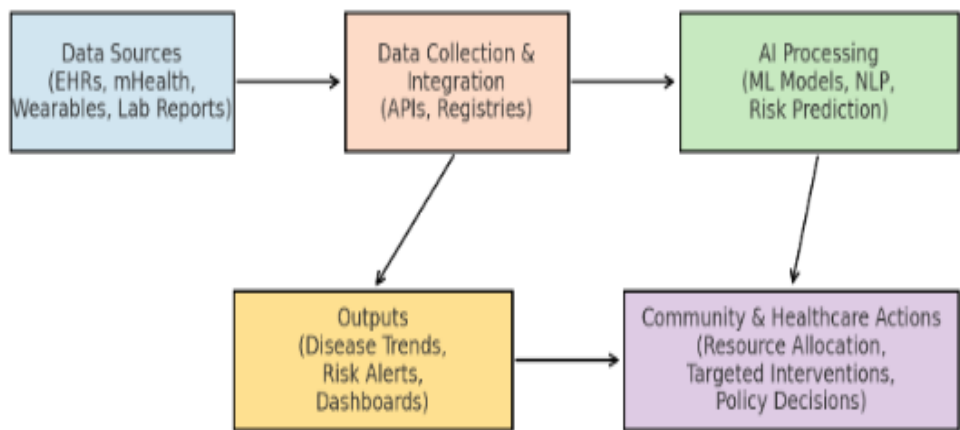 Data Sources
(EHRs, mHealth,
Wearables, Lab Reports)
Data Collection &
Integration
(APIs, Registries)
AI Processing
(ML Models, NLP,
Risk Prediction)
Outputs
(Disease Trends,
Risk Alerts,
Dashboards)
Community & Healthcare Actions
(Resource Allocation,
Targeted Interventions,
Policy Decisions)